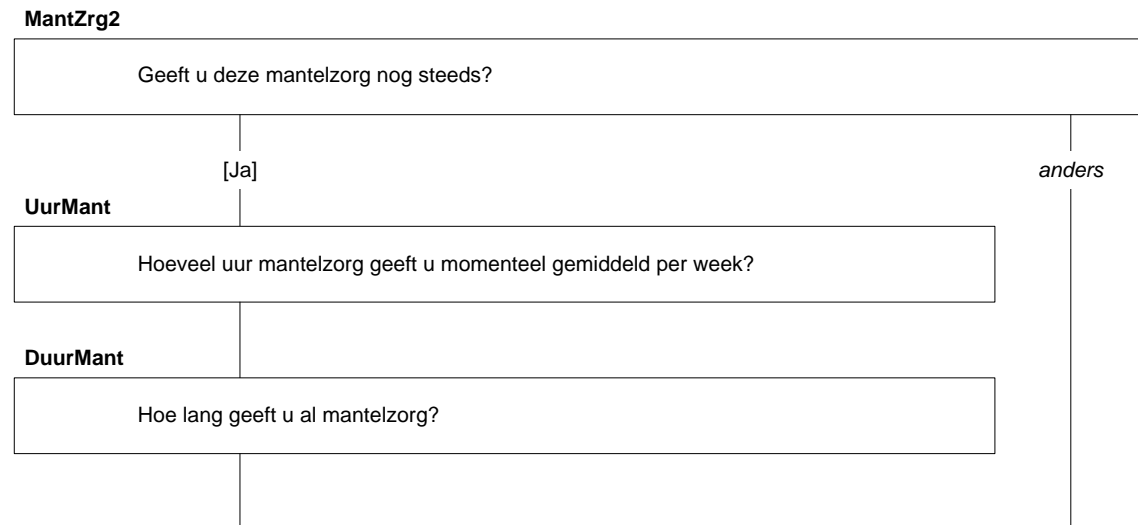 MantZrg2
Geeft u deze mantelzorg nog steeds?
[Ja]
anders
UurMant
Hoeveel uur mantelzorg geeft u momenteel gemiddeld per week?
DuurMant
Hoe lang geeft u al mantelzorg?